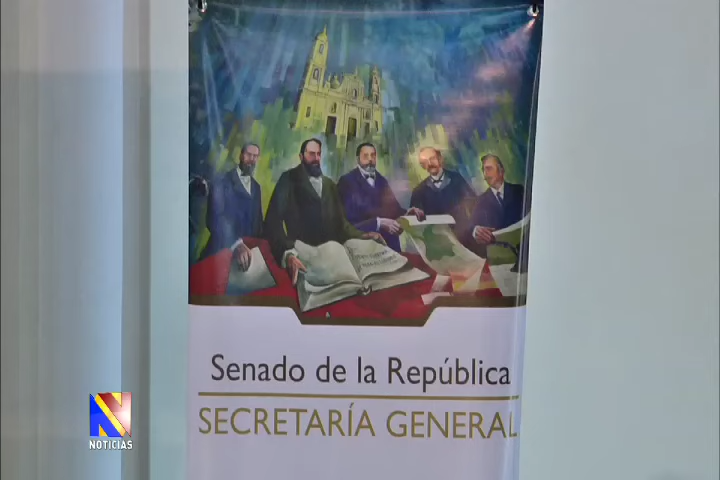 Senado de la República
SECRETARÍA GENERAL
N
NOTICIAS